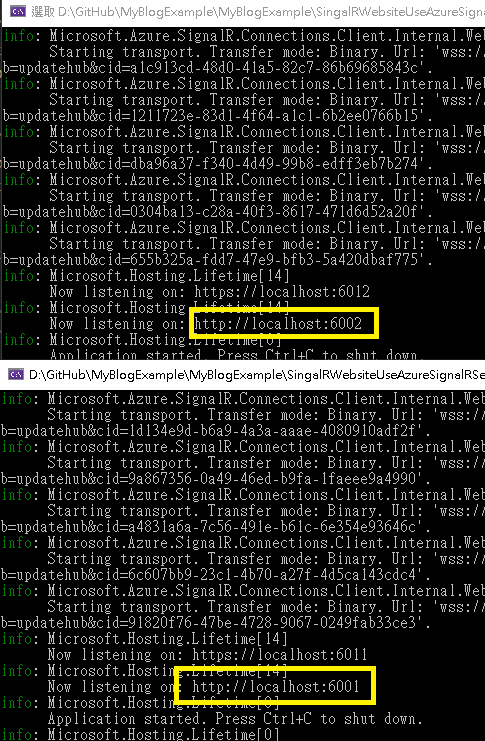 選取 D:\GitHub\MyBlogExample\MyBlogExample\SingalRWebsiteUseAzureSigna
info: Microsoft.Azure.SignalR.Connections.Client.Internal.We
Starting transport. Transfer mode: Binary. Url: 'wss:/
b=updatehub&cid=a1c913cd-48d0-41a5-82c7-86b69685843c'.
info: Microsoft.Azure.SignalR.Connections.Client.Internal.We
Starting transport. Transfer mode: Binary. Url: 'wss:/
b=updatehub&cid=1211723e-83d1-4f64-a1c1-6b2ee0766b15'.
info: Microsoft.Azure.SignalR.Connections.Client.Internal.We
Starting transport. Transfer mode: Binary. Url: 'wss:/
b=updatehub&cid=dba96a37-f340-4d49-99b8-edff3eb7b274'.
info: Microsoft.Azure.SignalR.Connections.Client.Internal.We
Starting transport. Transfer mode: Binary. Url: 'wss:/
b=updatehub&cid=0304ba13-c28a-40f3-8617-471d6d52a20f'.
info: Microsoft.Azure.SignalR.Connections.Client.Internal.We
Starting transport. Transfer mode: Binary. Url: 'wss:/
b=updatehub&cid=655b325a-fdd7-47e9-bfb3-5a420dbaf775'.
info: Microsoft.Hosting.Lifetime[14]
Now listening on: https://localhost:6012
info: Microsoft.Hosting.Lifetime[14]
Now listening on: http://localhost:6002
info: Microsoft.Hosting.Lifetime[0]
Application started. Press Ctrl+C to shut down.
D:\GitHub\MyBlogExample\MyBlogExample\SingalRWebsiteUseAzureSignalRSe
info: Microsoft.Azure.SignalR.Connections.Client.Internal.Web
Starting transport. Transfer mode: Binary. Url: 'wss:/
b=updatehub&cid=1d134e9d-b6a9-4a3a-aaae-4080910adf2f'.
info: Microsoft.Azure.SignalR.Connections.Client.Internal.Web
Starting transport. Transfer mode: Binary. Url: 'wss:/
b=updatehub&cid=9a867356-0a49-46ed-b9fa-1faeee9a4990'.
info: Microsoft.Azure.SignalR.Connections.Client.Internal.Web
Starting transport. Transfer mode: Binary. Url: 'wss:/
b=updatehub&cid=a4831a6a-7c56-491e-b61c-6e354e93646c'.
info: Microsoft.Azure.SignalR.Connections.Client.Internal.Web
Starting transport. Transfer mode: Binary. Url: 'wss:/
b=updatehub&cid=6c607bb9-23c1-4b70-a27f-4d5ca143cdc4'.
info: Microsoft.Azure.SignalR.Connections.Client.Internal.Web
Starting transport. Transfer mode: Binary. Url: 'wss:/
b=updatehub&cid=91820f76-47be-4728-9067-0249fab33ce3'.
info: Microsoft.Hosting.Lifetime[14]
Now listening on: https://localhost:6011
info: Microsoft.Hosting.Lifetime[14]
Now listening on: http://localhost:6001
info: Microsoft.Hosting.Lifetime[0]
Application started. Press Ctrl+C to shut down.
info: Microsoft.Hosting.Lifetime[0]